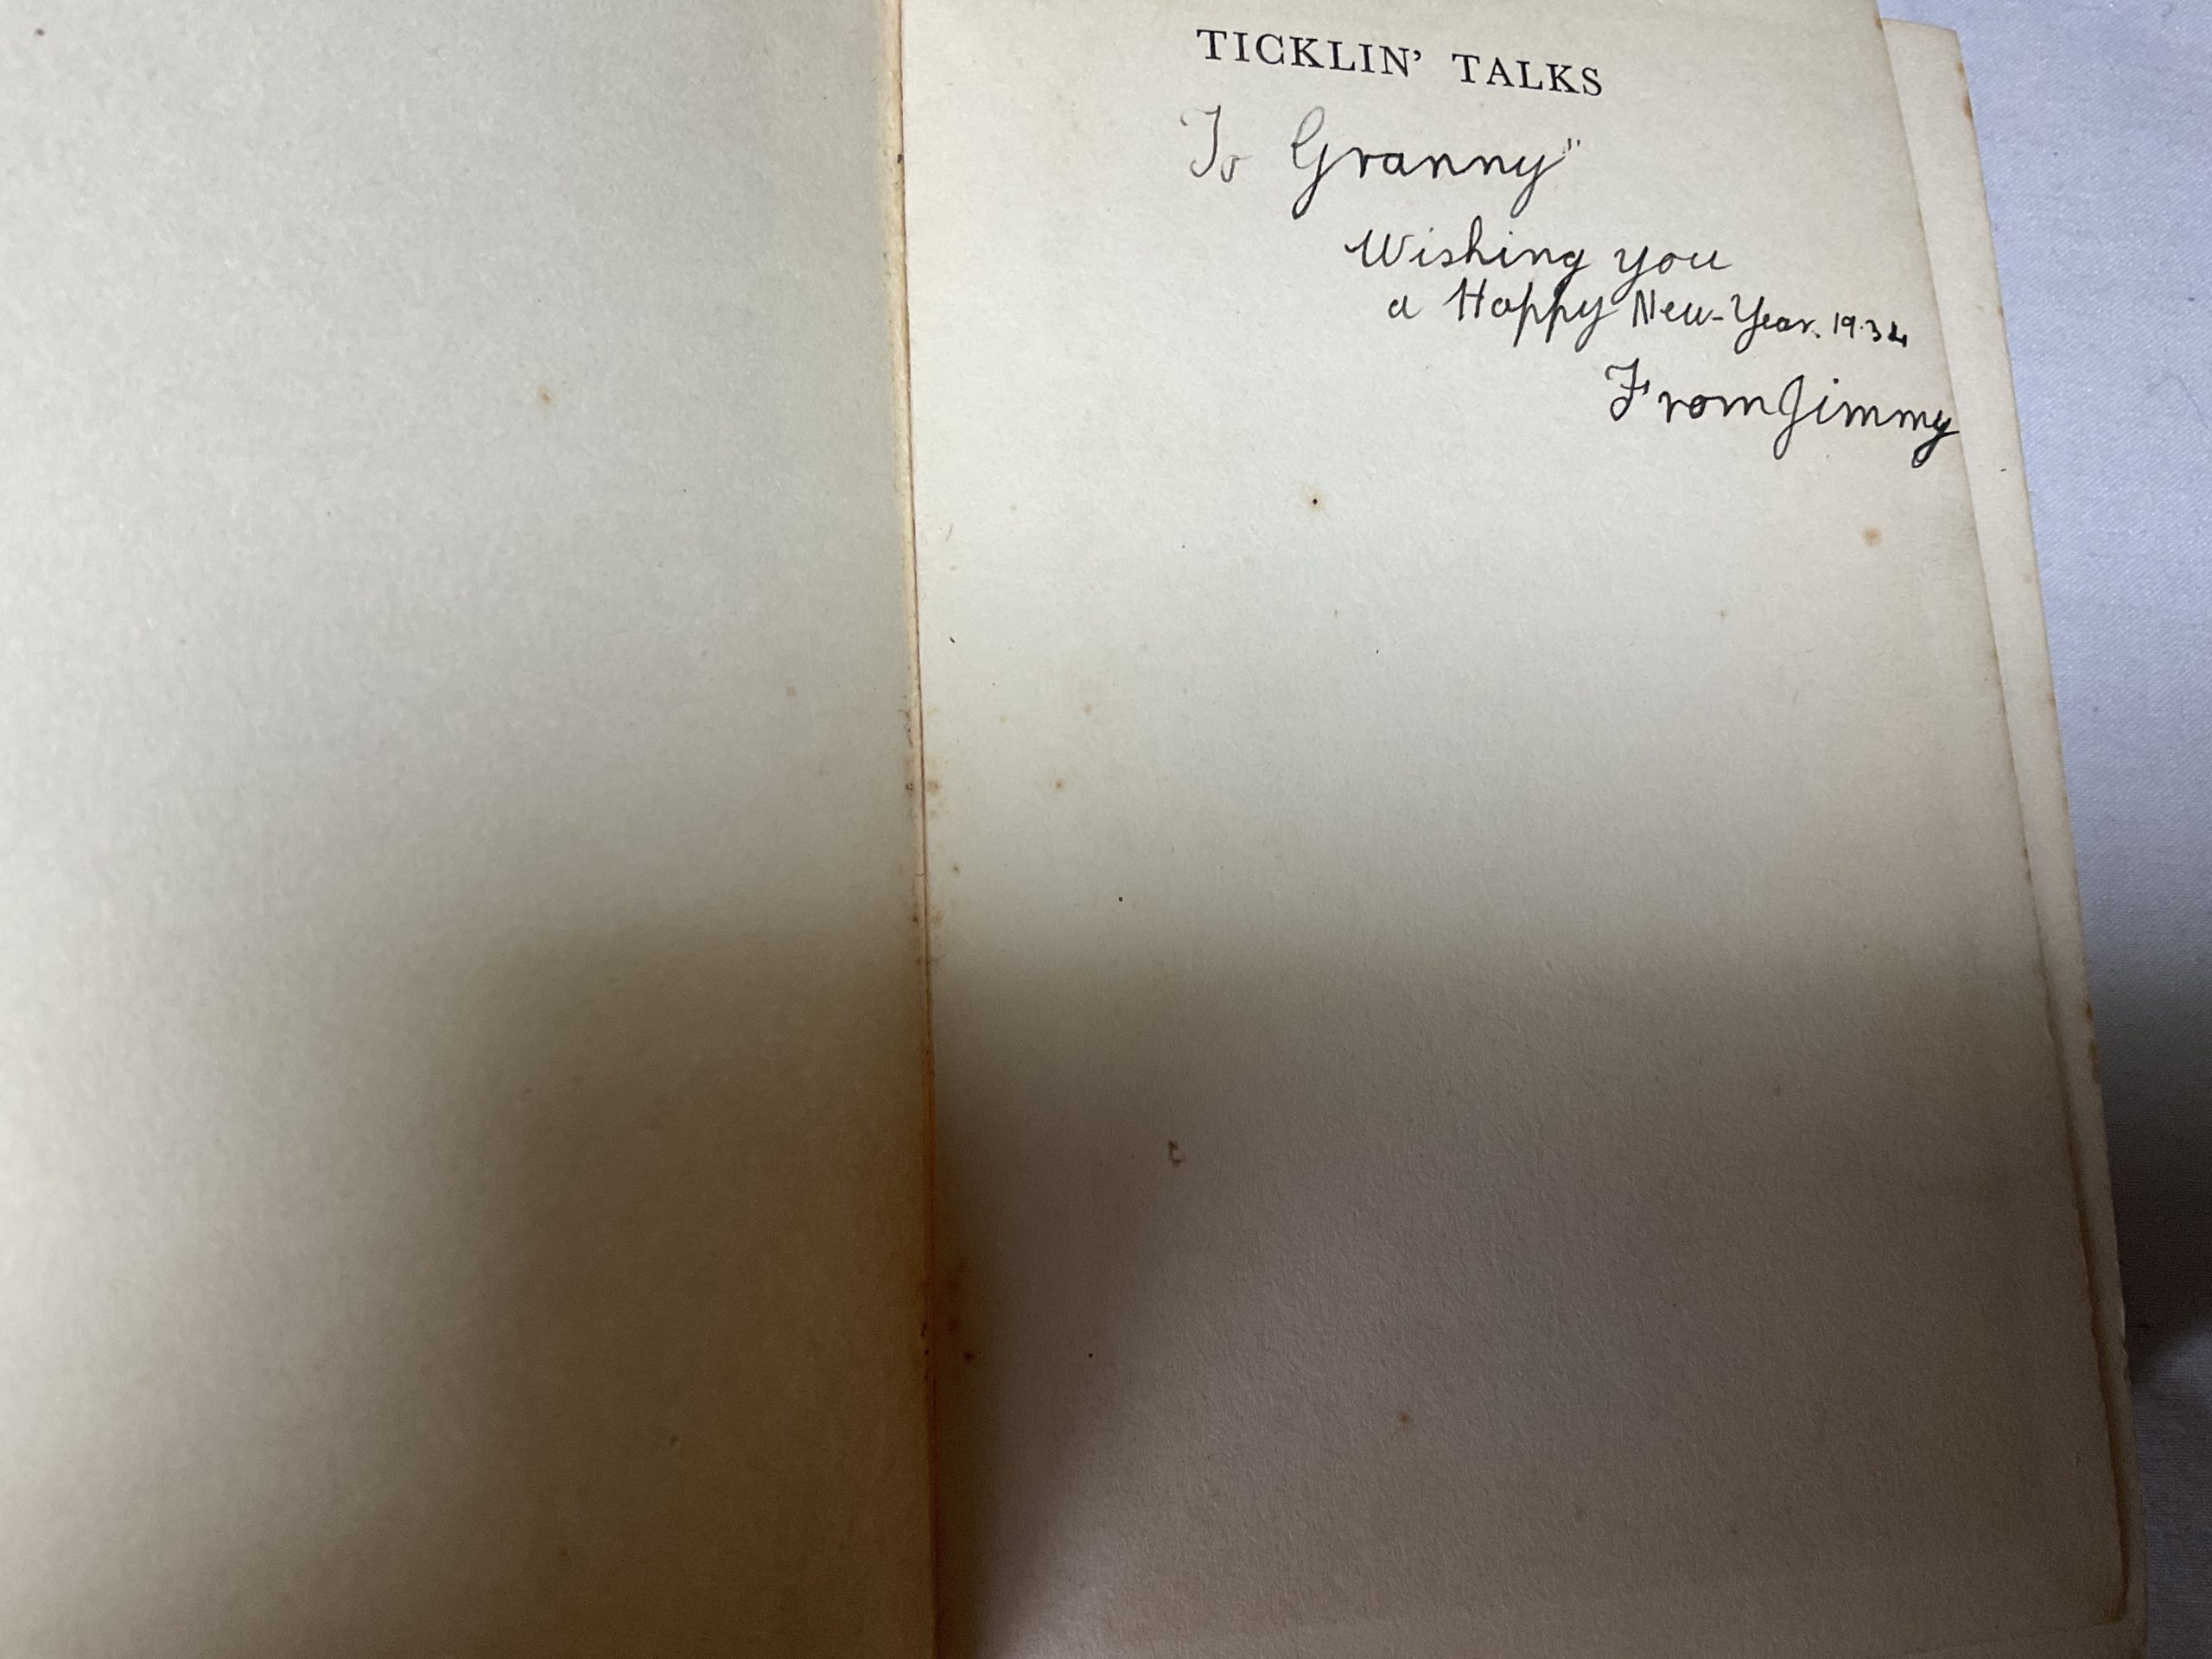 TICKLIN' TALKS
To Granny"
Wishing you
a Happy New-Year. 1934
From Jimmy